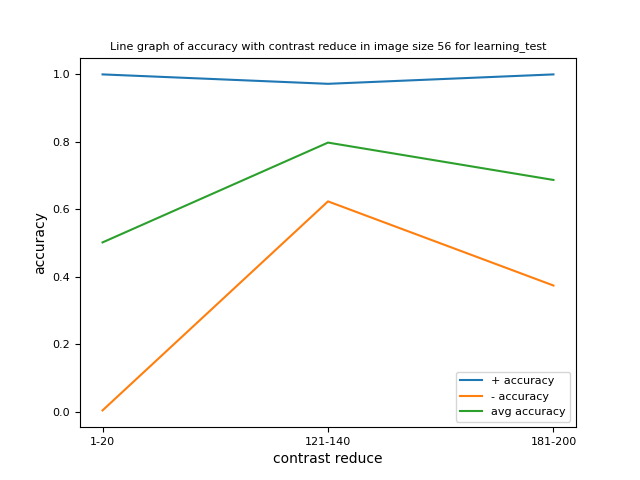 Line graph of accuracy with contrast reduce in image size 56 for learning_test
1.0
0.8
0.6
0.4
0.2
0.0
accuracy
1-20
121-140
181-200
contrast reduce
+ accuracy
- accuracy
avg accuracy